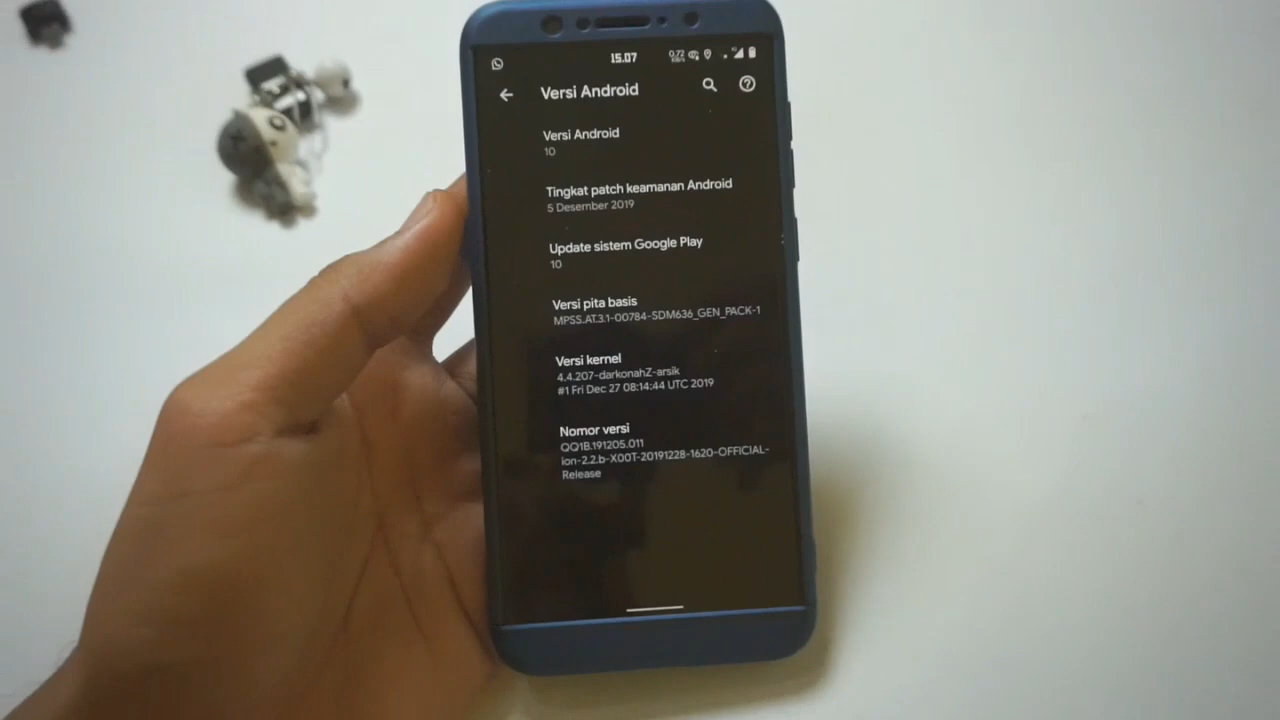 15.07
0,72
KB/s
Versi Android
Versi Android
10
Tingkat patch keamanan Android
5 Desember 2019
Update sistem Google Play
10
Versi pita basis
MPSS.AT.3.1-00784-SDM636_GEN_PACK-1
Versi kernel
4.4.207-darkonahZ-arsik
#1 Fri Dec 27 08:14:44 UTC 2019
Nomor versi
QQ1B.191205.011
ion-2.2.b-X00T-20191228-1620-OFFICIAL-
Release